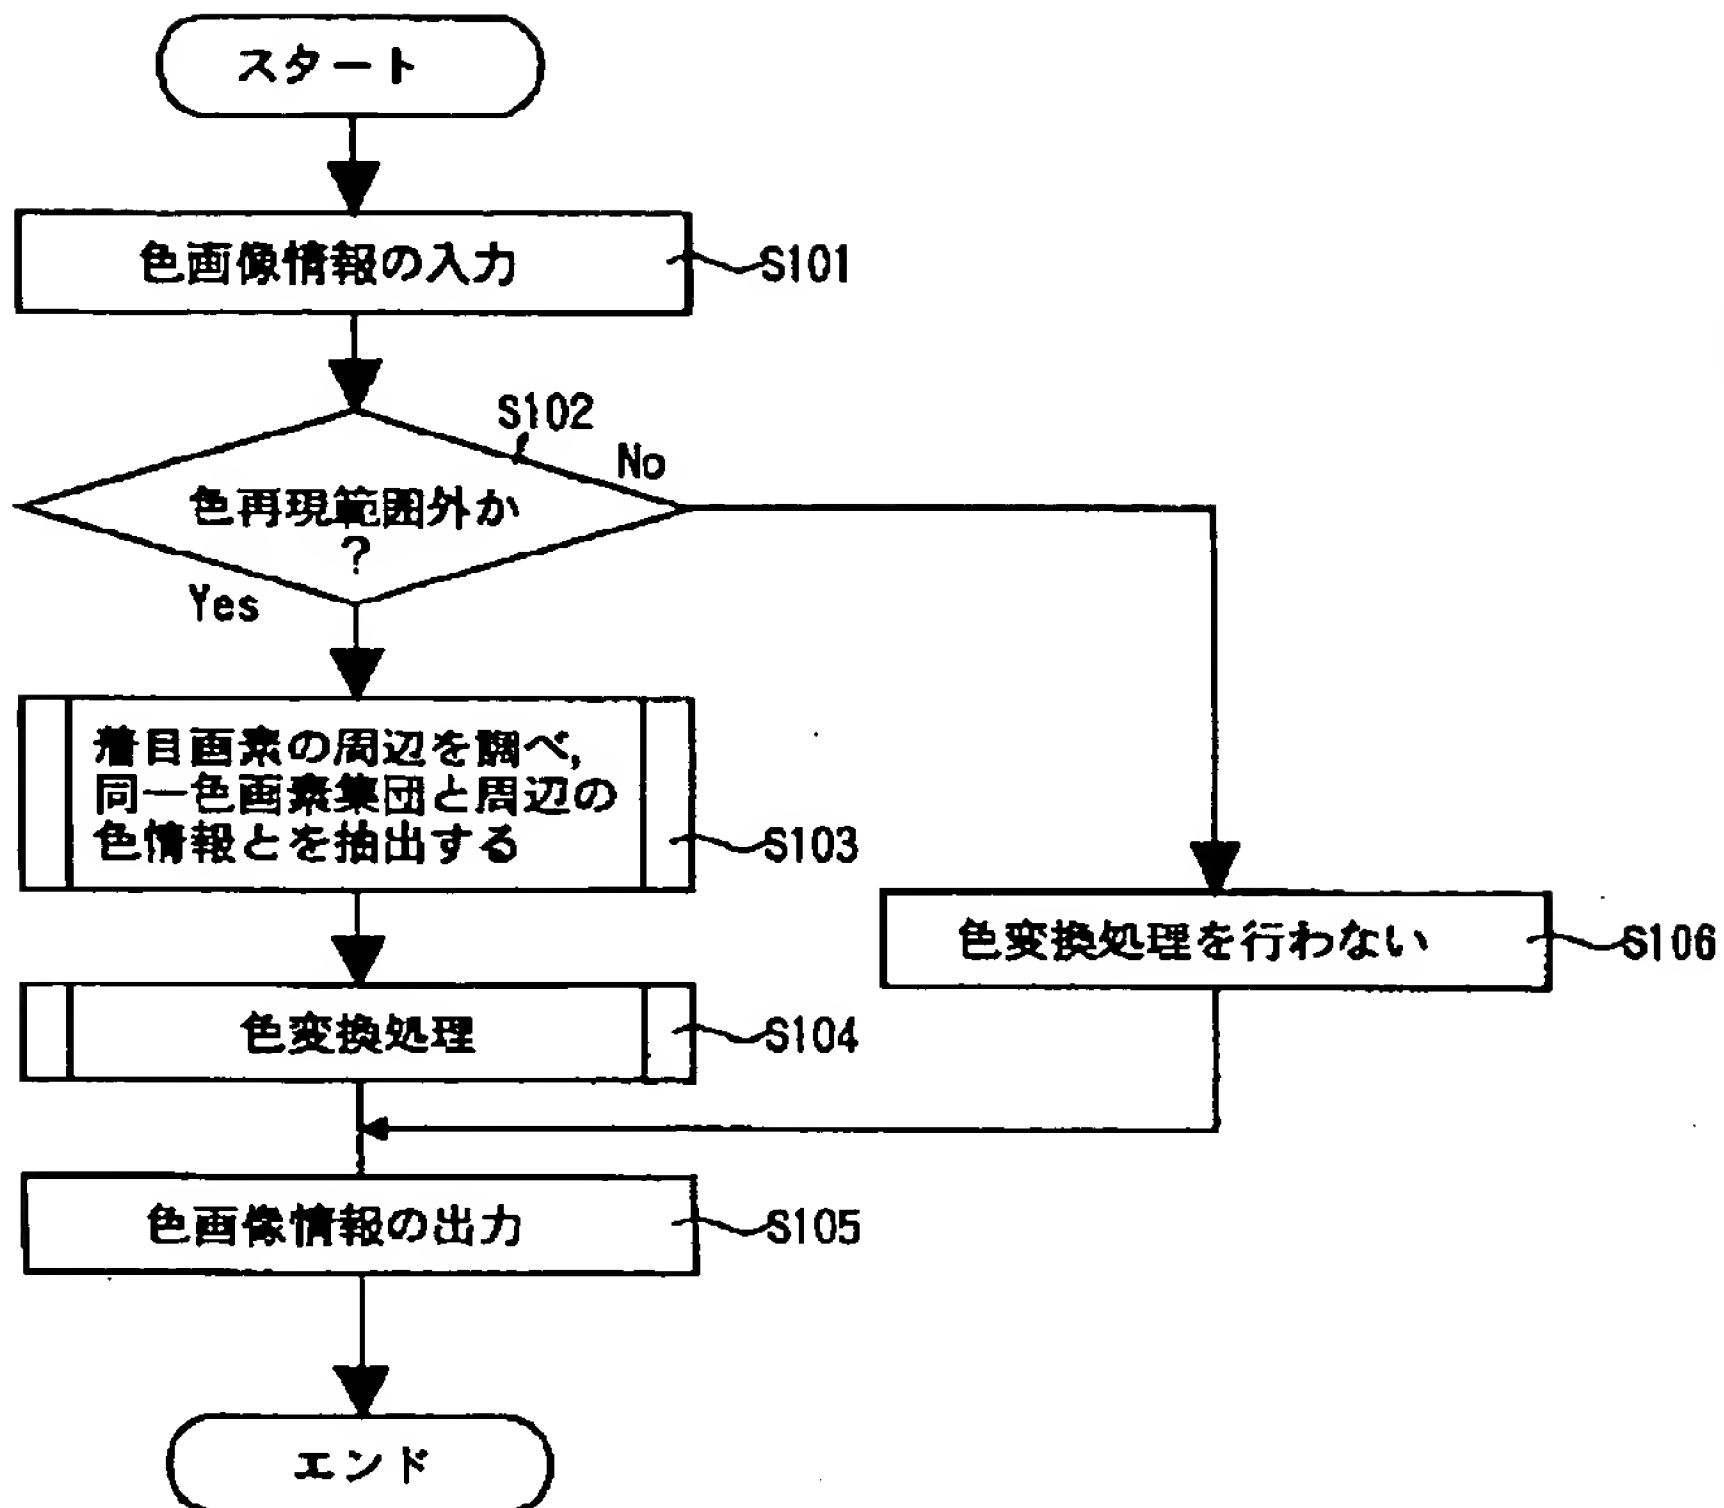 スタート
色画像情報の入力
S101
S102
No
色再現範囲外か
?
Yes
着目画素の周辺を調べ,
同一色画素集団と周辺の
色情報とを抽出する
S103
色変換処理を行わない
S106
色変換処理
S104
色画像情報の出力
S105
エンド